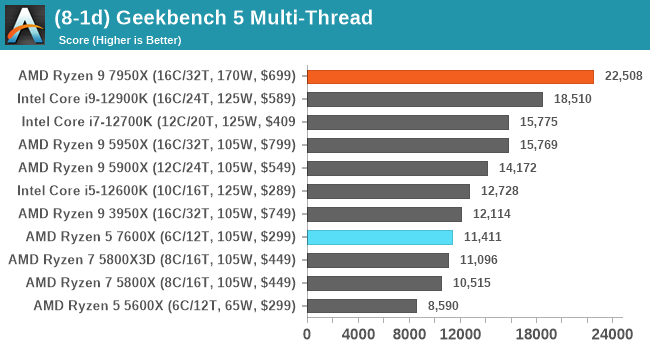 (8-1d) Geekbench 5 Multi-Thread
Score (Higher is Better)
AMD Ryzen 9 7950X (16C/32T, 170W, $699) 22,508
Intel Core i9-12900K (16C/24T, 125W, $589) 18,510
Intel Core i7-12700K (12C/20T, 125W, $409 15,775
AMD Ryzen 9 5950X (16C/32T, 105W, $799) 15,769
AMD Ryzen 9 5900X (12C/24T, 105W, $549) 14,172
Intel Core i5-12600K (10C/16T, 125W, $289) 12,728
AMD Ryzen 9 3950X (16C/32T, 105W, $749) 12,114
AMD Ryzen 5 7600X (6C/12T, 105W, $299) 11,411
AMD Ryzen 7 5800X3D (8C/16T, 105W, $449) 11,096
AMD Ryzen 7 5800X (8C/16T, 105W, $449) 10,515
AMD Ryzen 5 5600X (6C/12T, 65W, $299) 8,590
0 4000 8000 12000 16000 20000 24000